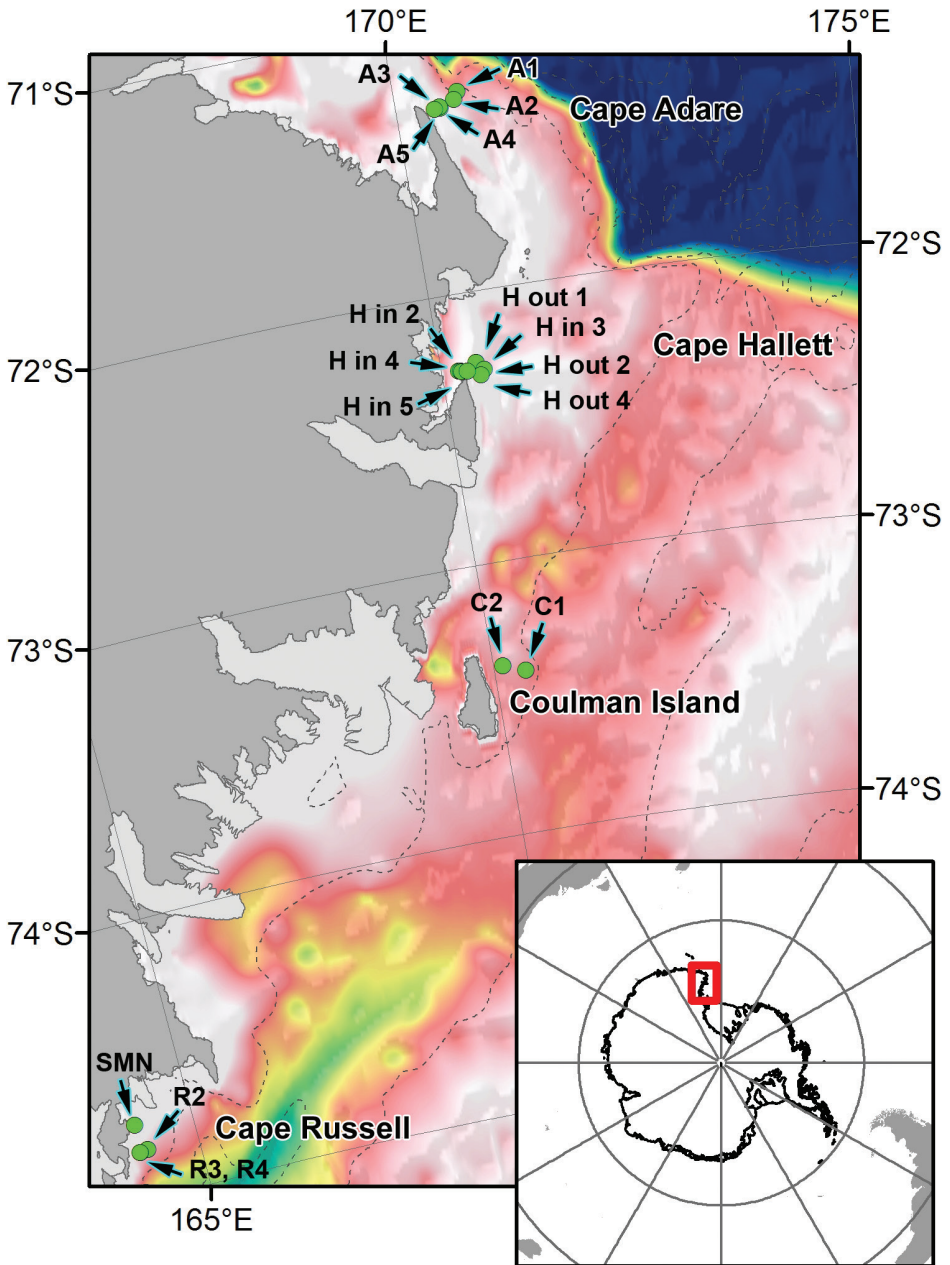 170°E
175°E
A3
A1
71°S
A2
Cape Adare
A5
A4
72°S
H in 2
H out 1
H in 3
Cape Hallett
H in 4
H out 2
72°S
H in 5
H out 4
73°S
C2
C1
73°S
Coulman Island
74°S
74°S
SMN
R2
Cape Russell
R3, R4
165°E